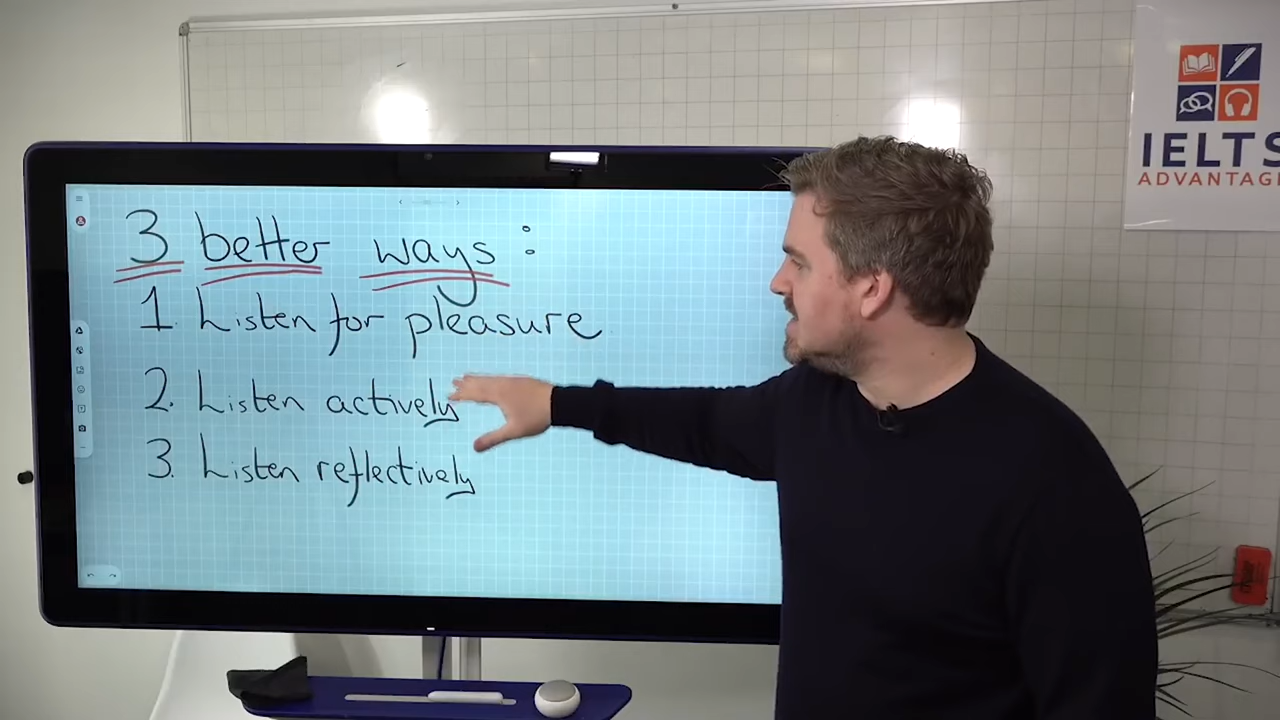 3 better ways:
1. Listen for pleasure
2. Listen actively
3. Listen reflectively
IELTS
ADVANTAGE